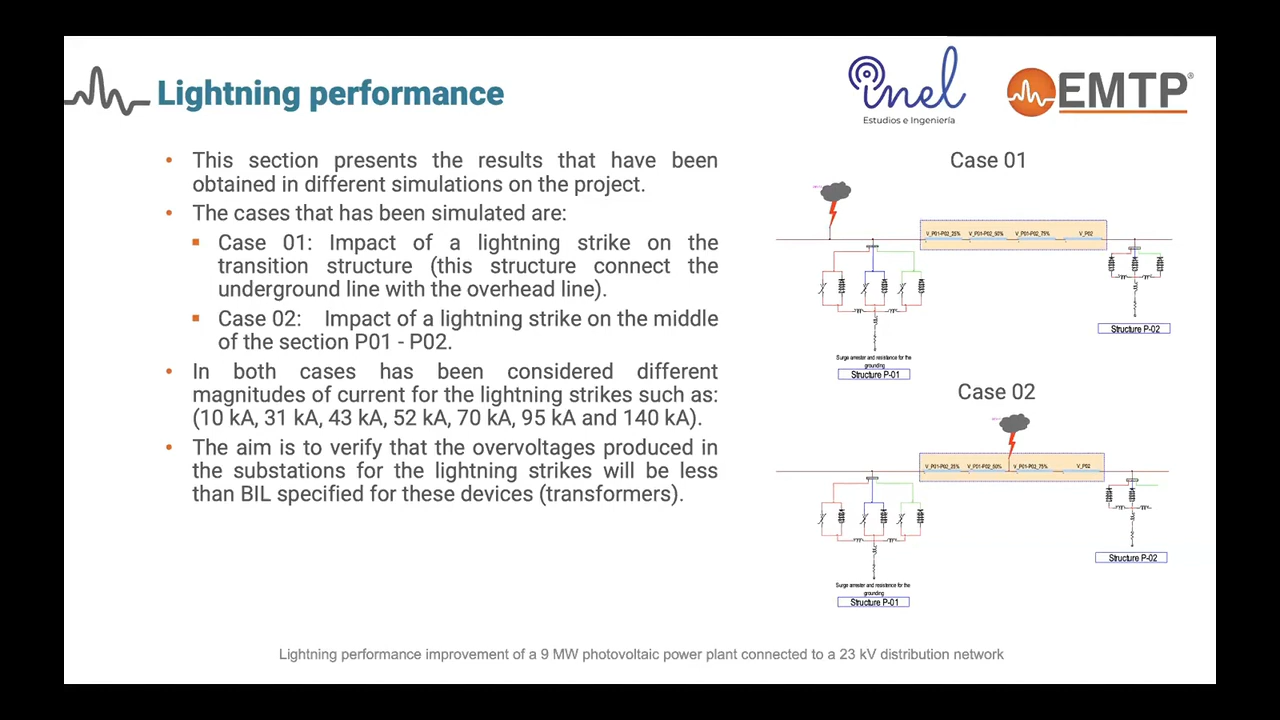 Lightning performance
inel
Estudios e Ingeniería
EMTP®
• This section presents the results that have been
obtained in different simulations on the project.
• The cases that has been simulated are:
▪ Case 01: Impact of a lightning strike on the
transition structure (this structure connect the
underground line with the overhead line).
▪ Case 02: Impact of a lightning strike on the middle
of the section P01 - P02.
• In both cases has been considered different
magnitudes of current for the lightning strikes such as:
(10 kA, 31 kA, 43 kA, 52 kA, 70 kA, 95 kA and 140 kA).
• The aim is to verify that the overvoltages produced in
the substations for the lightning strikes will be less
than BIL specified for these devices (transformers).
Case 01
V_P01-P02_25% V_P01-P02_50% V_P01-P02_75% V_P02
Structure P-02
Surge arrester and resistence for the
grounding
Structure P-01
Case 02
V_P01-P02_25% V_P01-P02_50% V_P01-P02_75% V_P02
Structure P-02
Surge arrester and resistence for the
grounding
Structure P-01
Lightning performance improvement of a 9 MW photovoltaic power plant connected to a 23 kV distribution network